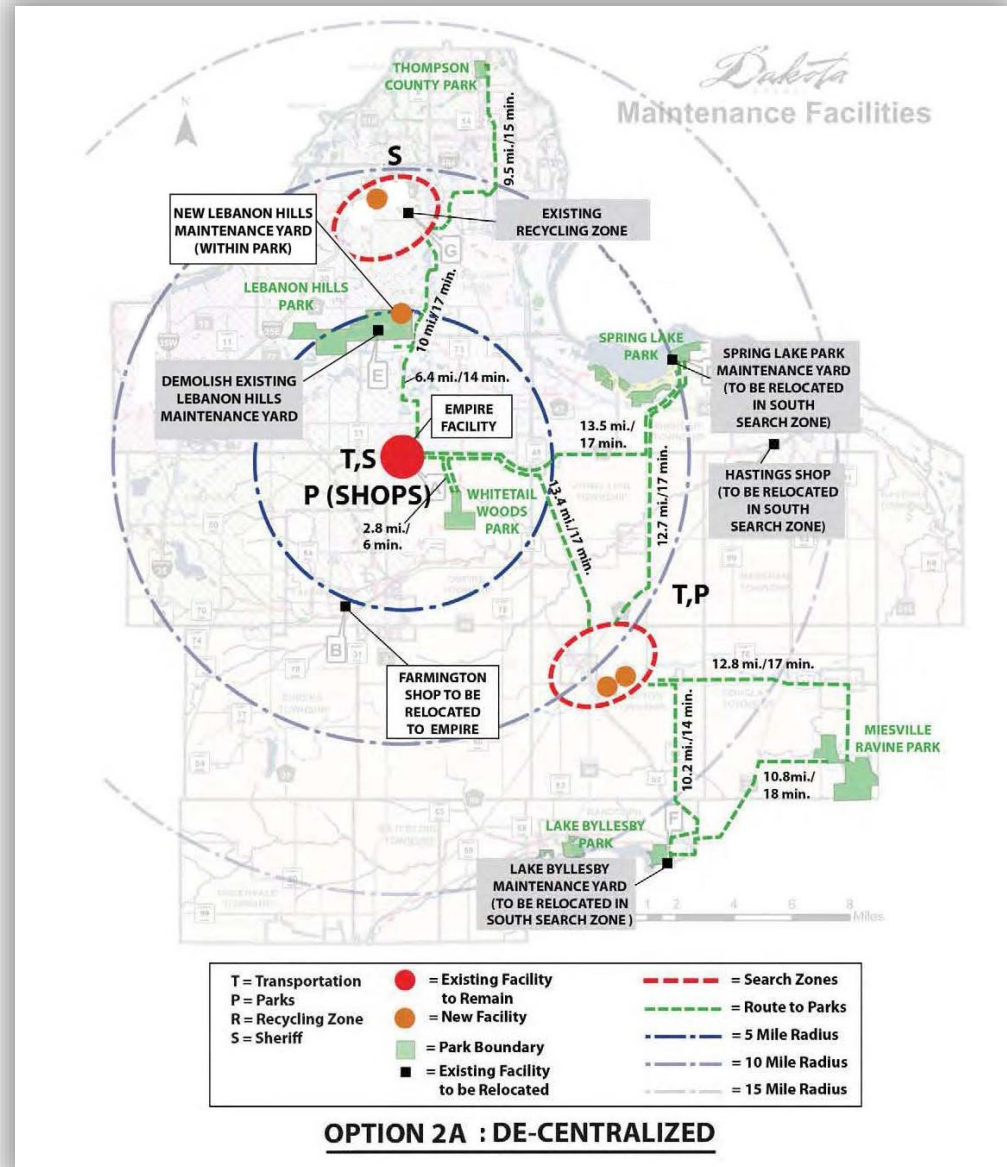 Dakota
COUNTY
Maintenance Facilities
N
THOMPSON
COUNTY PARK
9.5 mi./15 min.
S
NEW LEBANON HILLS
MAINTENANCE YARD
(WITHIN PARK)
EXISTING
RECYCLING ZONE
G
LEBANON HILLS
PARK
10 mi./17 min.
E
DEMOLISH EXISTING
LEBANON HILLS
MAINTENANCE YARD
6.4 mi./14 min.
SPRING LAKE
PARK
SPRING LAKE PARK
MAINTENANCE YARD
(TO BE RELOCATED
IN SOUTH
SEARCH ZONE)
EMPIRE
FACILITY
13.5 mi./
17 min.
T,S
P (SHOPS)
HASTINGS SHOP
(TO BE RELOCATED
IN SOUTH
SEARCH ZONE)
WHITETAIL
WOODS
PARK
2.8 mi./
6 min.
13.4 mi./17 min.
12.7 mi./17 min.
T,P
B
FARMINGTON
SHOP TO BE
RELOCATED
TO EMPIRE
12.8 mi./17 min.
10.2 mi./14 min.
MIESVILLE
RAVINE PARK
10.8mi./
18 min.
F
LAKE BYLLESBY
PARK
LAKE BYLLESBY
MAINTENANCE YARD
(TO BE RELOCATED IN
SOUTH SEARCH ZONE )
1 2 4 6 8
Miles
T = Transportation
P = Parks
R = Recycling Zone
S = Sheriff
= Existing Facility
to Remain
= New Facility
= Park Boundary
= Existing Facility
to be Relocated
= Search Zones
= Route to Parks
= 5 Mile Radius
= 10 Mile Radius
= 15 Mile Radius
OPTION 2A : DE-CENTRALIZED